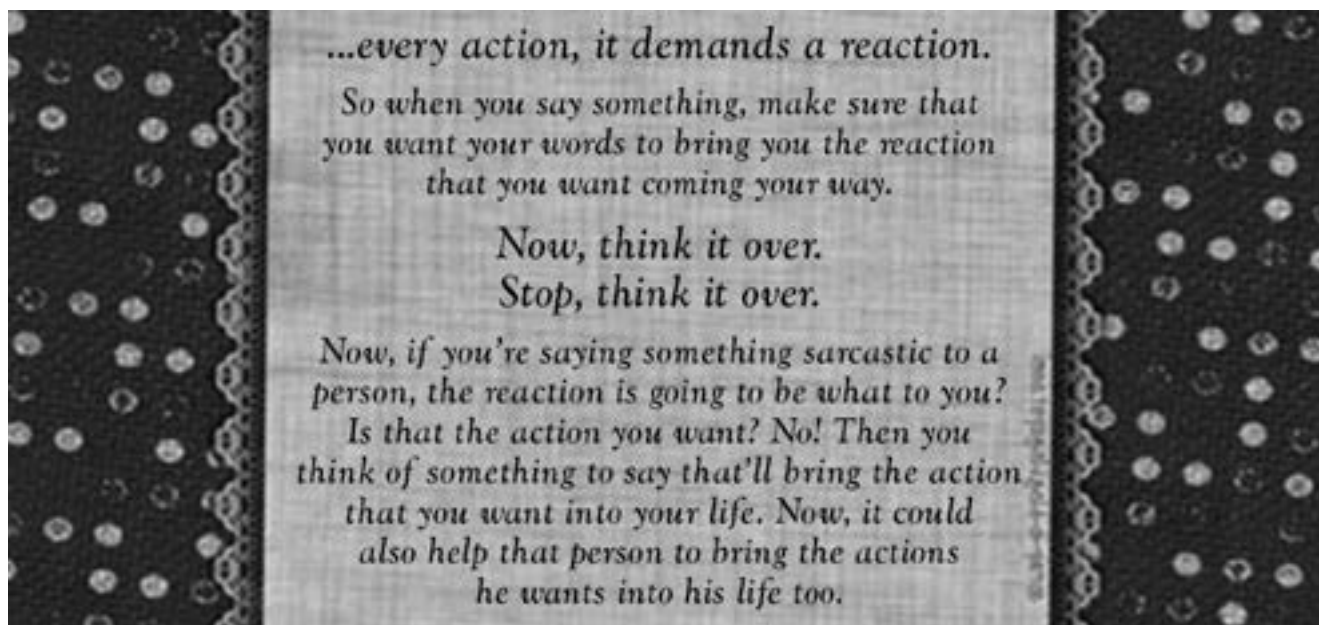 ...every action, it demands a reaction.
So when you say something, make sure that
you want your words to bring you the reaction
that you want coming your way.
Now, think it over.
Stop, think it over.
Now, if you're saying something sarcastic to a
person, the reaction is going to be what to you?
Is that the action you want? No! Then you
think of something to say that'll bring the action
that you want into your life. Now, it could
also help that person to bring the actions
he wants into his life too.